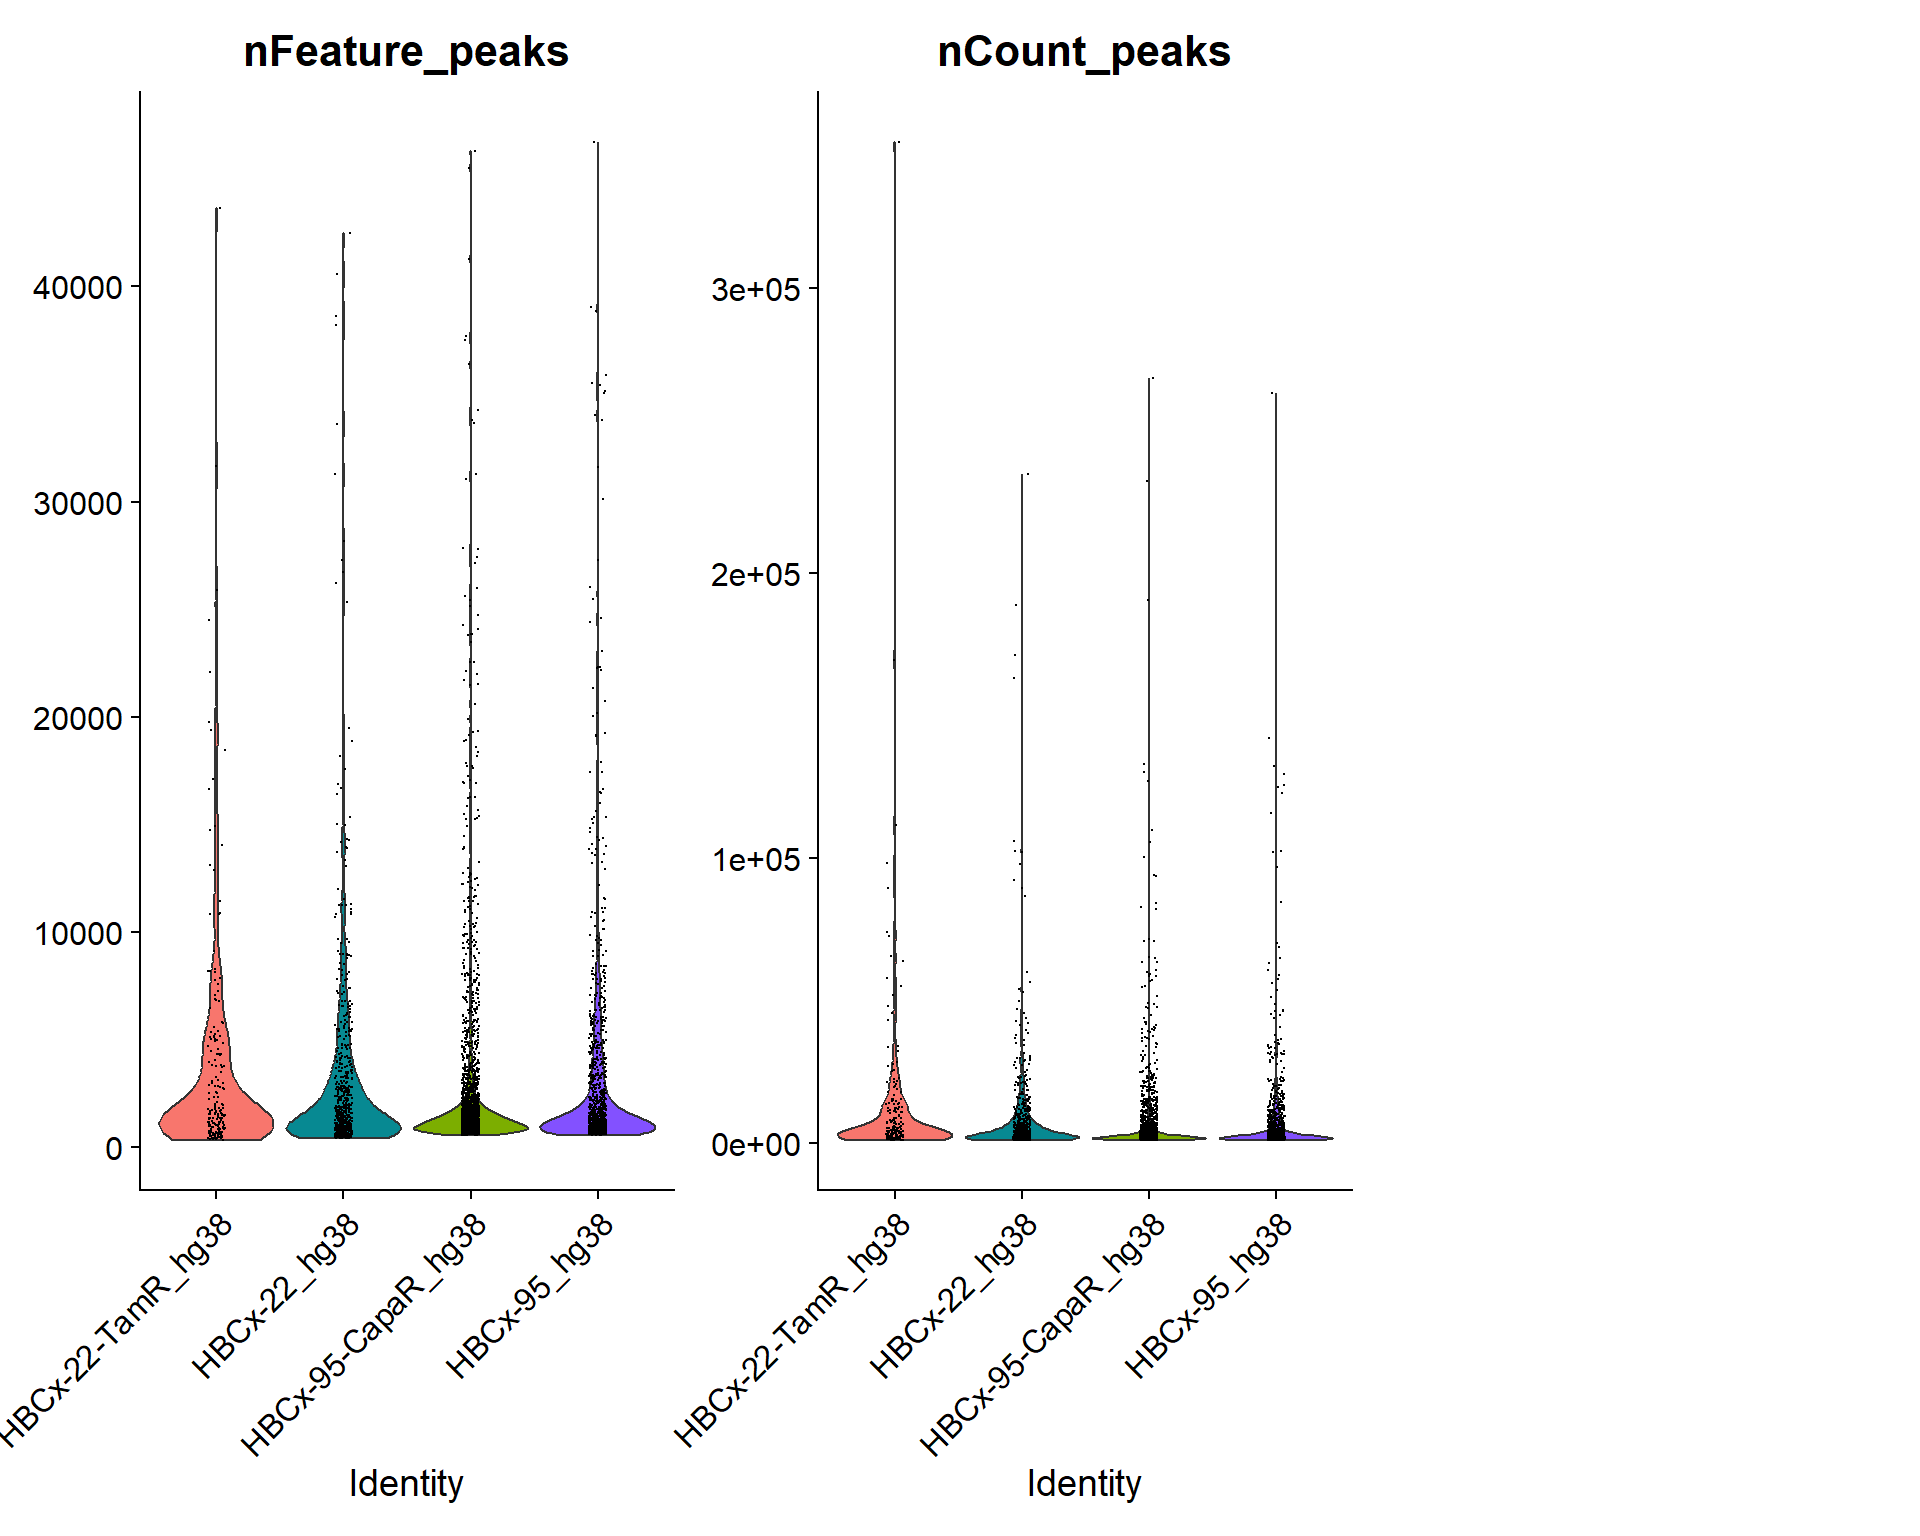 nFeature_peaks
40000
30000
20000
10000
0
HBCx-22-TamR_hg38
HBCx-22_hg38
HBCx-95-CapaR_hg38
HBCx-95_hg38
Identity
nCount_peaks
3e+05
2e+05
1e+05
0e+00
HBCx-22-TamR_hg38
HBCx-22_hg38
HBCx-95-CapaR_hg38
HBCx-95_hg38
Identity